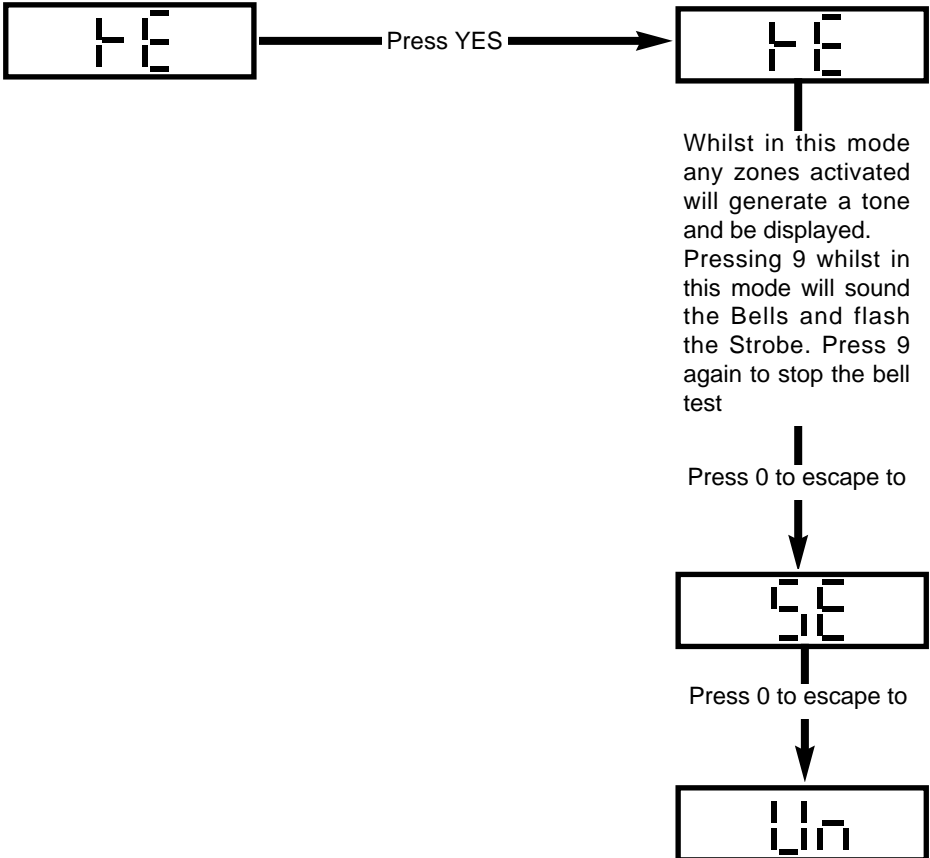 tE
Press YES
tE
Whilst in this mode
any zones activated
will generate a tone
and be displayed.
Pressing 9 whilst in
this mode will sound
the Bells and flash
the Strobe. Press 9
again to stop the bell
test
Press 0 to escape to
SE
Press 0 to escape to
Un